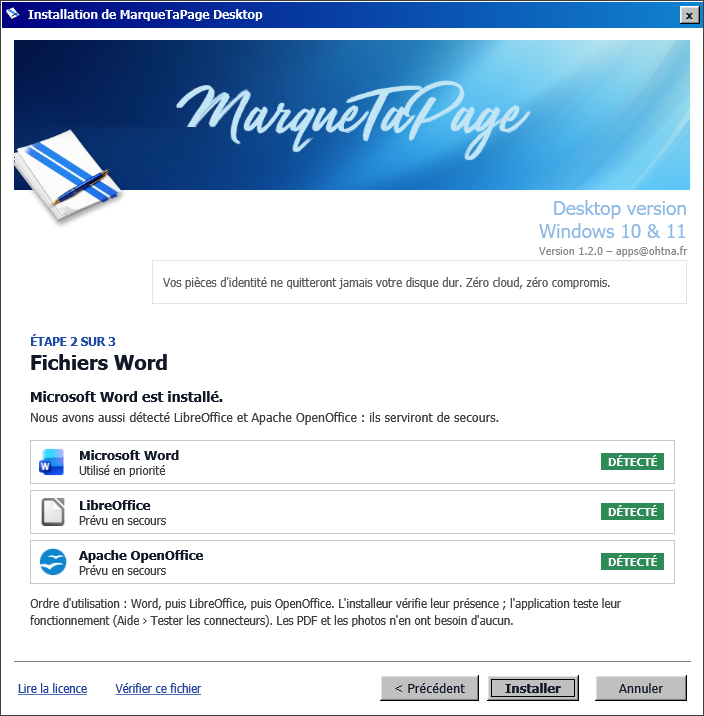 Installation de MarqueTaPage Desktop
x
MarqueTaPage
Desktop version
Windows 10 & 11
Version 1.2.0 – apps@ohtna.fr
Vos pièces d'identité ne quitteront jamais votre disque dur. Zéro cloud, zéro compromis.
ÉTAPE 2 SUR 3
Fichiers Word
Microsoft Word est installé.
Nous avons aussi détecté LibreOffice et Apache OpenOffice : ils serviront de secours.
W
Microsoft Word
Utilisé en priorité
DÉTECTÉ
LibreOffice
Prévu en secours
DÉTECTÉ
Apache OpenOffice
Prévu en secours
DÉTECTÉ
Ordre d'utilisation : Word, puis LibreOffice, puis OpenOffice. L'installeur vérifie leur présence ; l'application teste leur
fonctionnement (Aide › Tester les connecteurs). Les PDF et les photos n'en ont besoin d'aucun.
Lire la licence
Vérifier ce fichier
< Précédent
Installer
Annuler